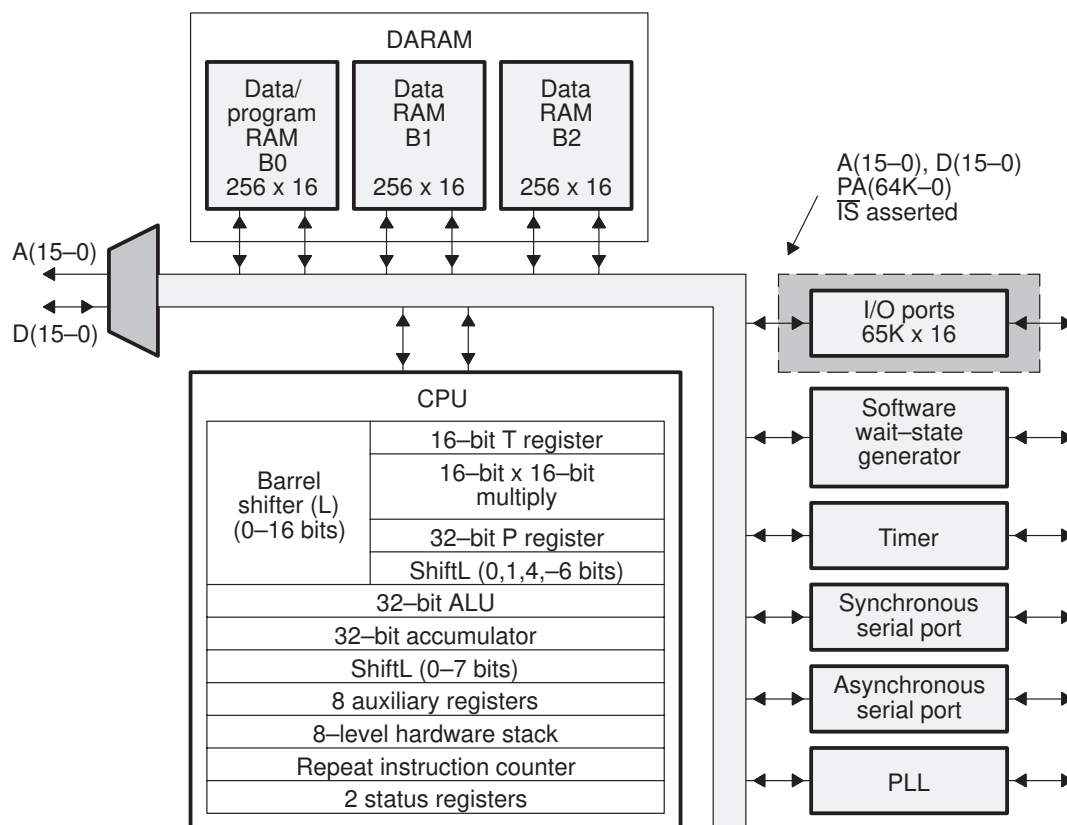 DARAM
Data/
program
RAM
B0
256 x 16
Data
RAM
B1
256 x 16
Data
RAM
B2
256 x 16
A(15–0), D(15–0)
PA(64K–0)
I̅S̅ asserted
A(15–0)
D(15–0)
I/O ports
65K x 16
CPU
Barrel
shifter (L)
(0–16 bits)
16–bit T register
16–bit x 16–bit
multiply
32–bit P register
ShiftL (0,1,4,–6 bits)
32–bit ALU
32–bit accumulator
ShiftL (0–7 bits)
8 auxiliary registers
8–level hardware stack
Repeat instruction counter
2 status registers
Software
wait–state
generator
Timer
Synchronous
serial port
Asynchronous
serial port
PLL